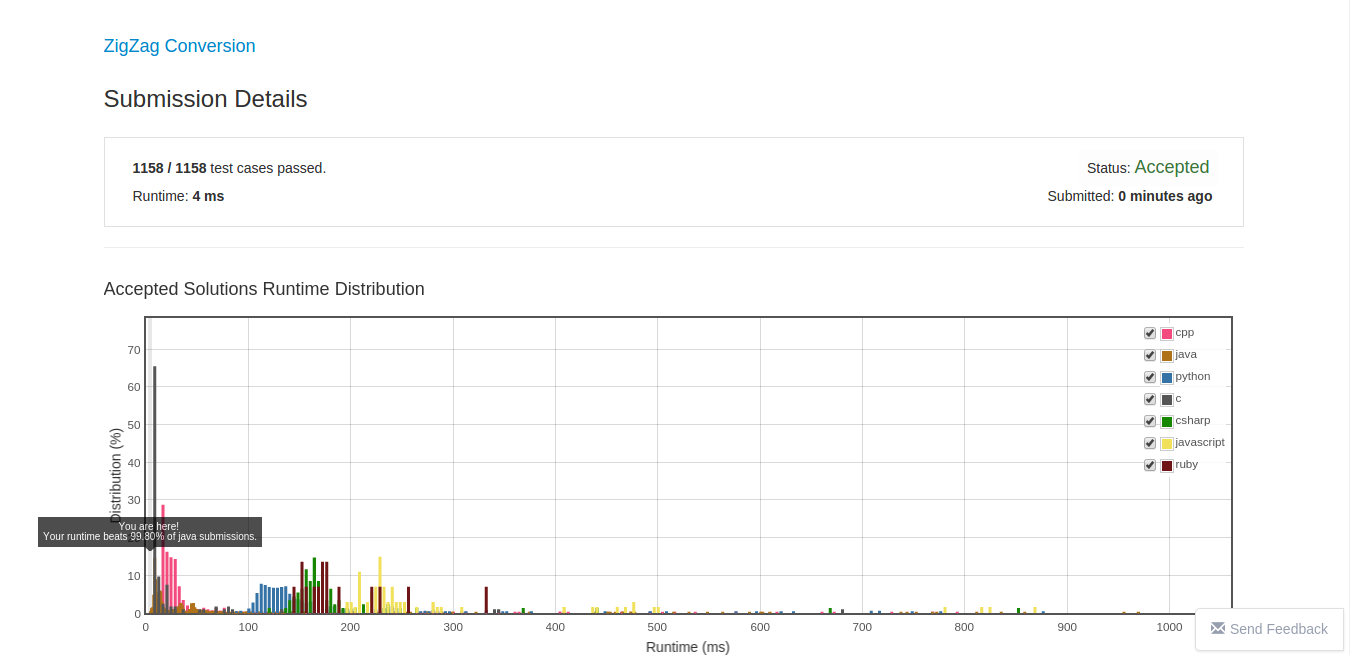 ZigZag Conversion
Submission Details
1158 / 1158 test cases passed.
Status: Accepted
Runtime: 4 ms
Submitted: 0 minutes ago
Accepted Solutions Runtime Distribution
cpp
java
python
c
csharp
javascript
ruby
70
60
50
40
30
10
0
Distribution (%)
You are here!
Your runtime beats 99.80% of java submissions.
0 100 200 300 400 500 600 700 800 900 1000
Runtime (ms)
Send Feedback